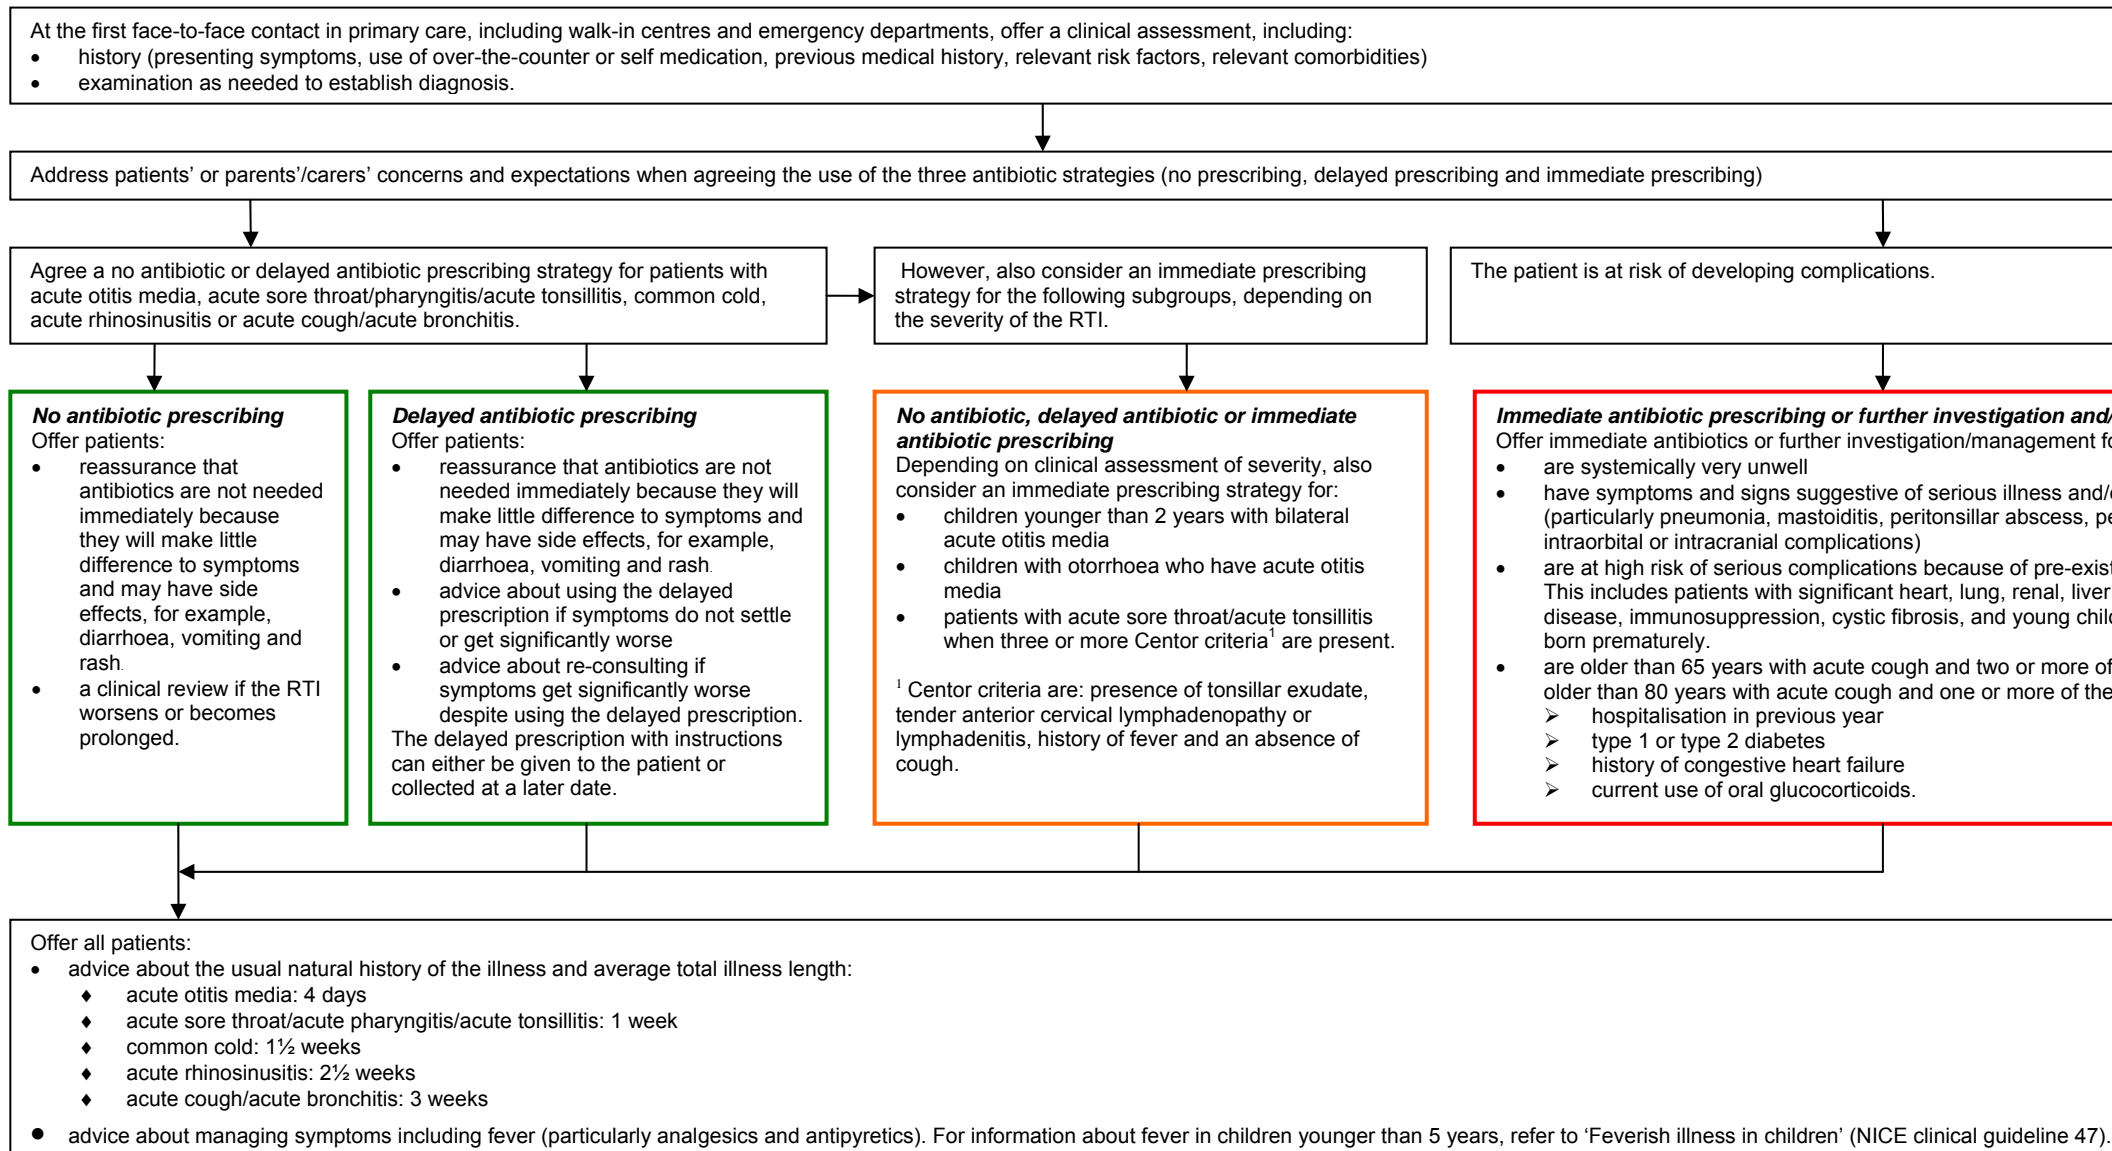 At the first face-to-face contact in primary care, including walk-in centres and emergency departments, offer a clinical assessment, including:
• history (presenting symptoms, use of over-the-counter or self medication, previous medical history, relevant risk factors, relevant comorbidities)
• examination as needed to establish diagnosis.
Address patients’ or parents’/carers’ concerns and expectations when agreeing the use of the three antibiotic strategies (no prescribing, delayed prescribing and immediate prescribing)
Agree a no antibiotic or delayed antibiotic prescribing strategy for patients with
acute otitis media, acute sore throat/pharyngitis/acute tonsillitis, common cold,
acute rhinosinusitis or acute cough/acute bronchitis.
However, also consider an immediate prescribing
strategy for the following subgroups, depending on
the severity of the RTI.
The patient is at risk of developing complications.
No antibiotic prescribing
Offer patients:
• reassurance that
antibiotics are not needed
immediately because
they will make little
difference to symptoms
and may have side
effects, for example,
diarrhoea, vomiting and
rash.
• a clinical review if the RTI
worsens or becomes
prolonged.
Delayed antibiotic prescribing
Offer patients:
• reassurance that antibiotics are not
needed immediately because they will
make little difference to symptoms and
may have side effects, for example,
diarrhoea, vomiting and rash.
• advice about using the delayed
prescription if symptoms do not settle
or get significantly worse
• advice about re-consulting if
symptoms get significantly worse
despite using the delayed prescription.
The delayed prescription with instructions
can either be given to the patient or
collected at a later date.
No antibiotic, delayed antibiotic or immediate
antibiotic prescribing
Depending on clinical assessment of severity, also
consider an immediate prescribing strategy for:
• children younger than 2 years with bilateral
acute otitis media
• children with otorrhoea who have acute otitis
media
• patients with acute sore throat/acute tonsillitis
when three or more Centor criteria¹ are present.
¹ Centor criteria are: presence of tonsillar exudate,
tender anterior cervical lymphadenopathy or
lymphadenitis, history of fever and an absence of
cough.
Immediate antibiotic prescribing or further investigation and/
Offer immediate antibiotics or further investigation/management
• are systemically very unwell
• have symptoms and signs suggestive of serious illness and/
(particularly pneumonia, mastoiditis, peritonsillar abscess,
intraorbital or intracranial complications)
• are at high risk of serious complications because of
This includes patients with significant heart, lung, renal, liver
disease, immunosuppression, cystic fibrosis, and young
born prematurely.
• are older than 65 years with acute cough and two or more of
older than 80 years with acute cough and one or more of the
➢ hospitalisation in previous year
➢ type 1 or type 2 diabetes
➢ history of congestive heart failure
➢ current use of oral glucocorticoids.
Offer all patients:
• advice about the usual natural history of the illness and average total illness length:
♦ acute otitis media: 4 days
♦ acute sore throat/acute pharyngitis/acute tonsillitis: 1 week
♦ common cold: 1½ weeks
♦ acute rhinosinusitis: 2½ weeks
♦ acute cough/acute bronchitis: 3 weeks
• advice about managing symptoms including fever (particularly analgesics and antipyretics). For information about fever in children younger than 5 years, refer to ‘Feverish illness in children’ (NICE clinical guideline 47).